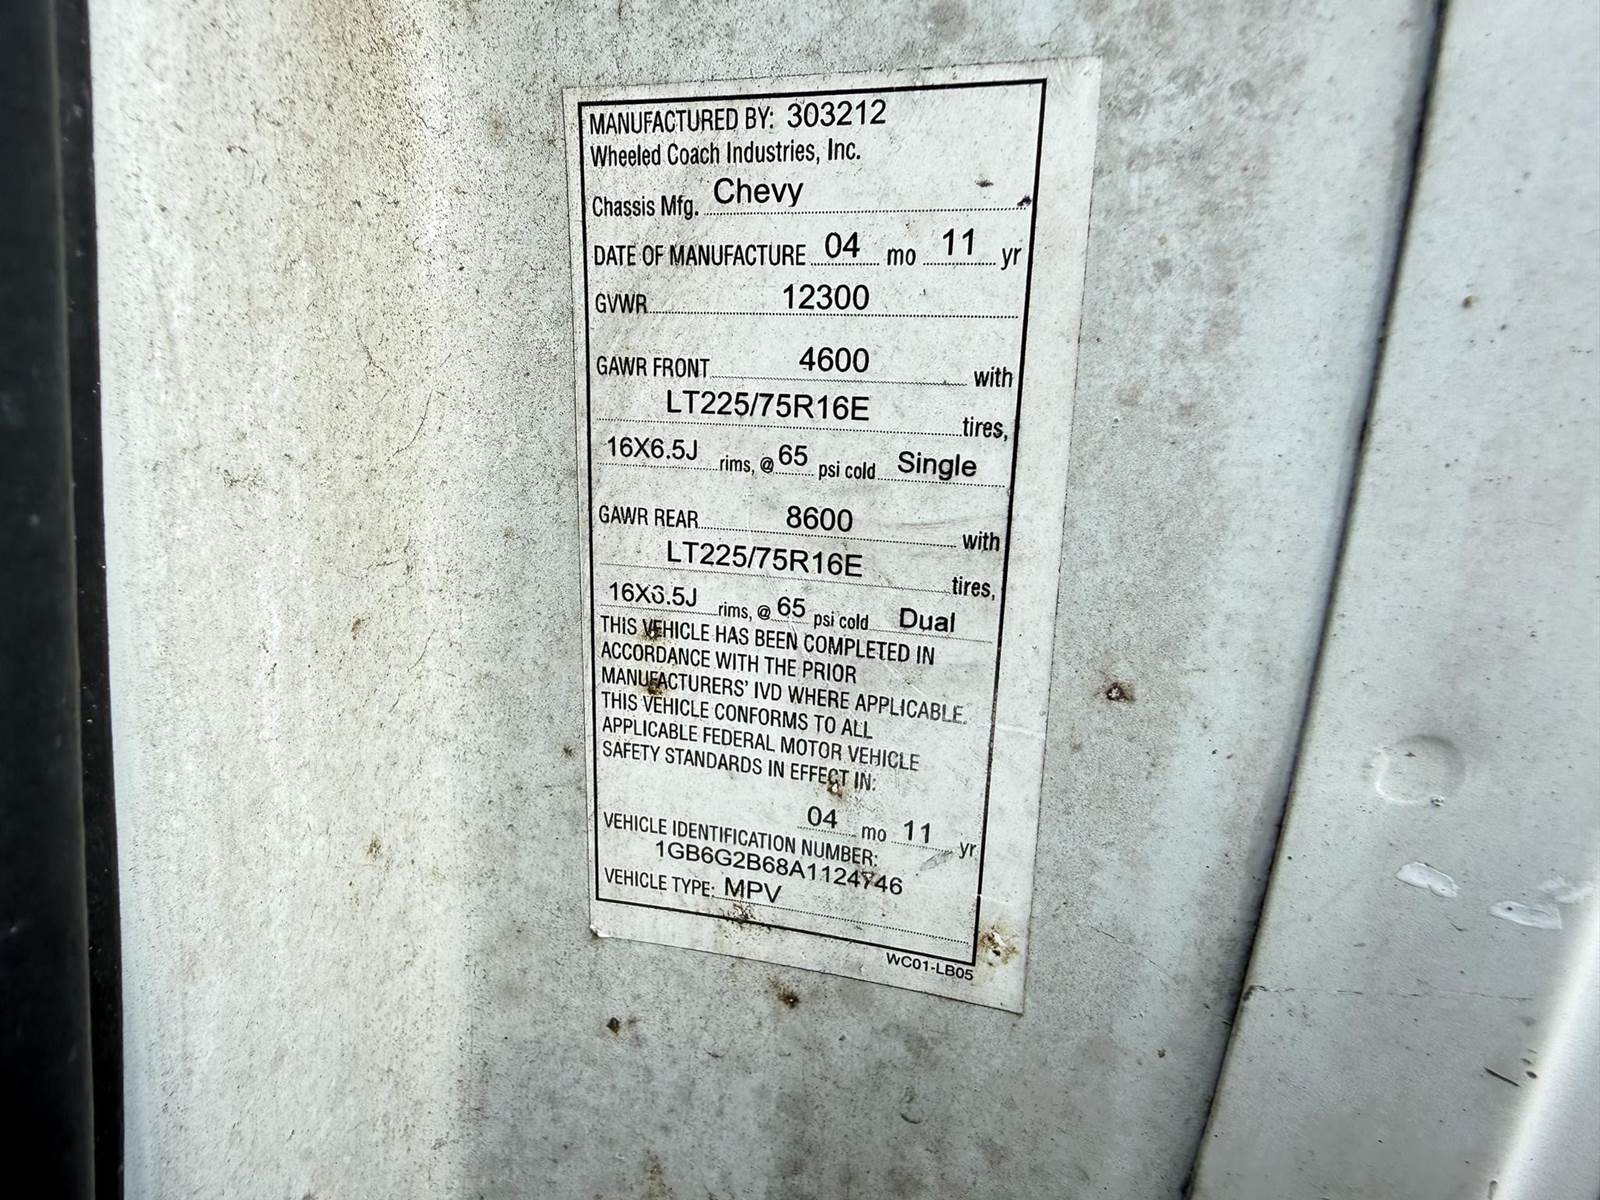 MANUFACTURED BY: 303212
Wheeled Coach Industries, Inc.
Chassis Mfg. Chevy
DATE OF MANUFACTURE 04 mo 11 yr
GVWR 12300
GAWR FRONT 4600 with
LT225/75R16E tires,
16X6.5J rims, @ 65 psi cold Single
GAWR REAR 8600 with
LT225/75R16E tires,
16X6.5J rims, @ 65 psi cold Dual
THIS VEHICLE HAS BEEN COMPLETED IN
ACCORDANCE WITH THE PRIOR
MANUFACTURERS' IVD WHERE APPLICABLE.
THIS VEHICLE CONFORMS TO ALL
APPLICABLE FEDERAL MOTOR VEHICLE
SAFETY STANDARDS IN EFFECT IN:
04 mo 11 yr
VEHICLE IDENTIFICATION NUMBER:
1GB6G2B68A1124746
VEHICLE TYPE: MPV
WC01-LB05